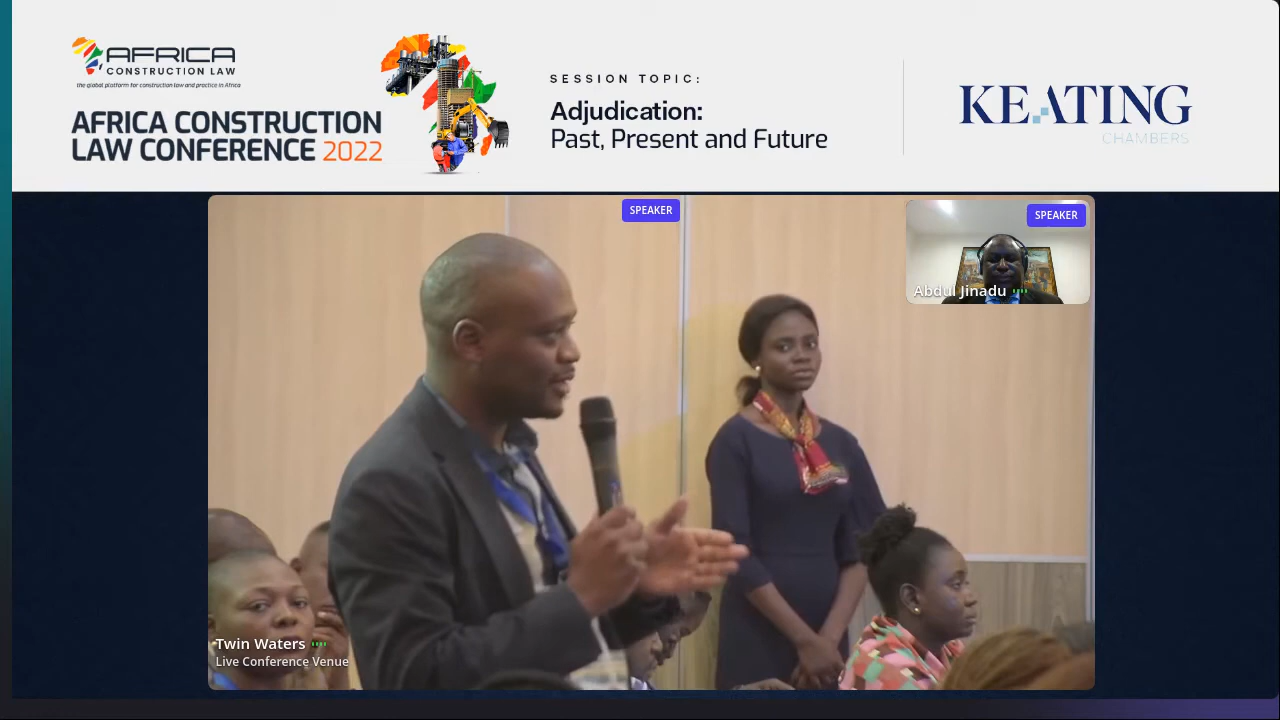 AFRICA
CONSTRUCTION LAW
The global platform for construction law and practice in Africa
AFRICA CONSTRUCTION
LAW CONFERENCE 2022
SESSION TOPIC:
Adjudication:
Past, Present and Future
KEATING
CHAMBERS
SPEAKER
SPEAKER
Abdul Jinadu
Twin Waters
Live Conference Venue